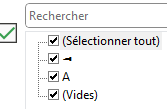 Rechercher
(Sélectionner tout)
⊸
A
(Vides)